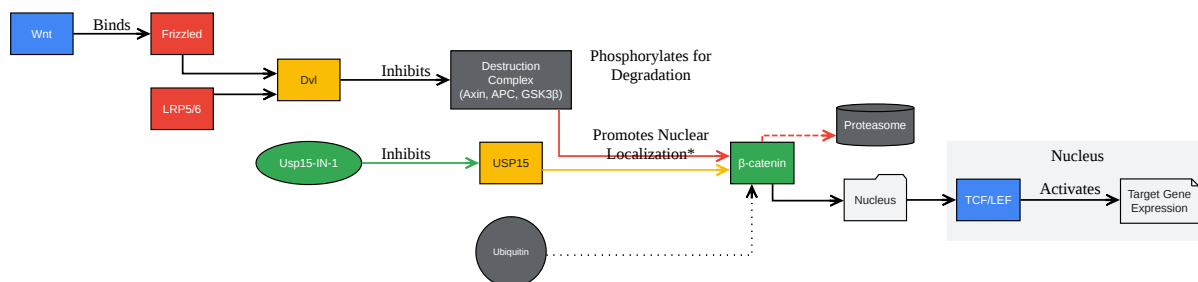 Wnt
Binds
Frizzled
LRP5/6
Dvl
Inhibits
Destruction
Complex
(Axin, APC, GSK3β)
Phosphorylates for
Degradation
Usp15-IN-1
Inhibits
USP15
Promotes Nuclear
Localization*
β-catenin
Proteasome
Ubiquitin
Nucleus
Nucleus
TCF/LEF
Activates
Target Gene
Expression